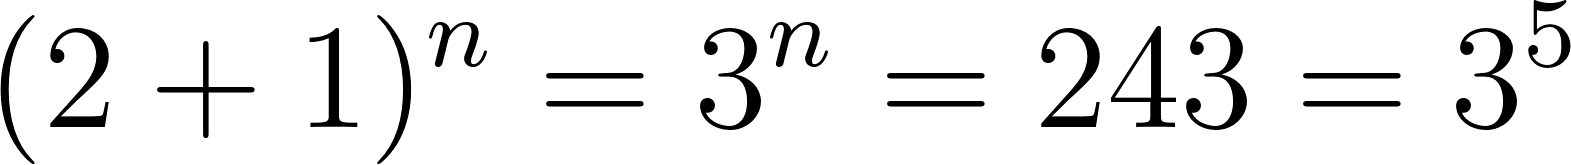 (2 + 1)^n = 3^n = 243 = 3^5